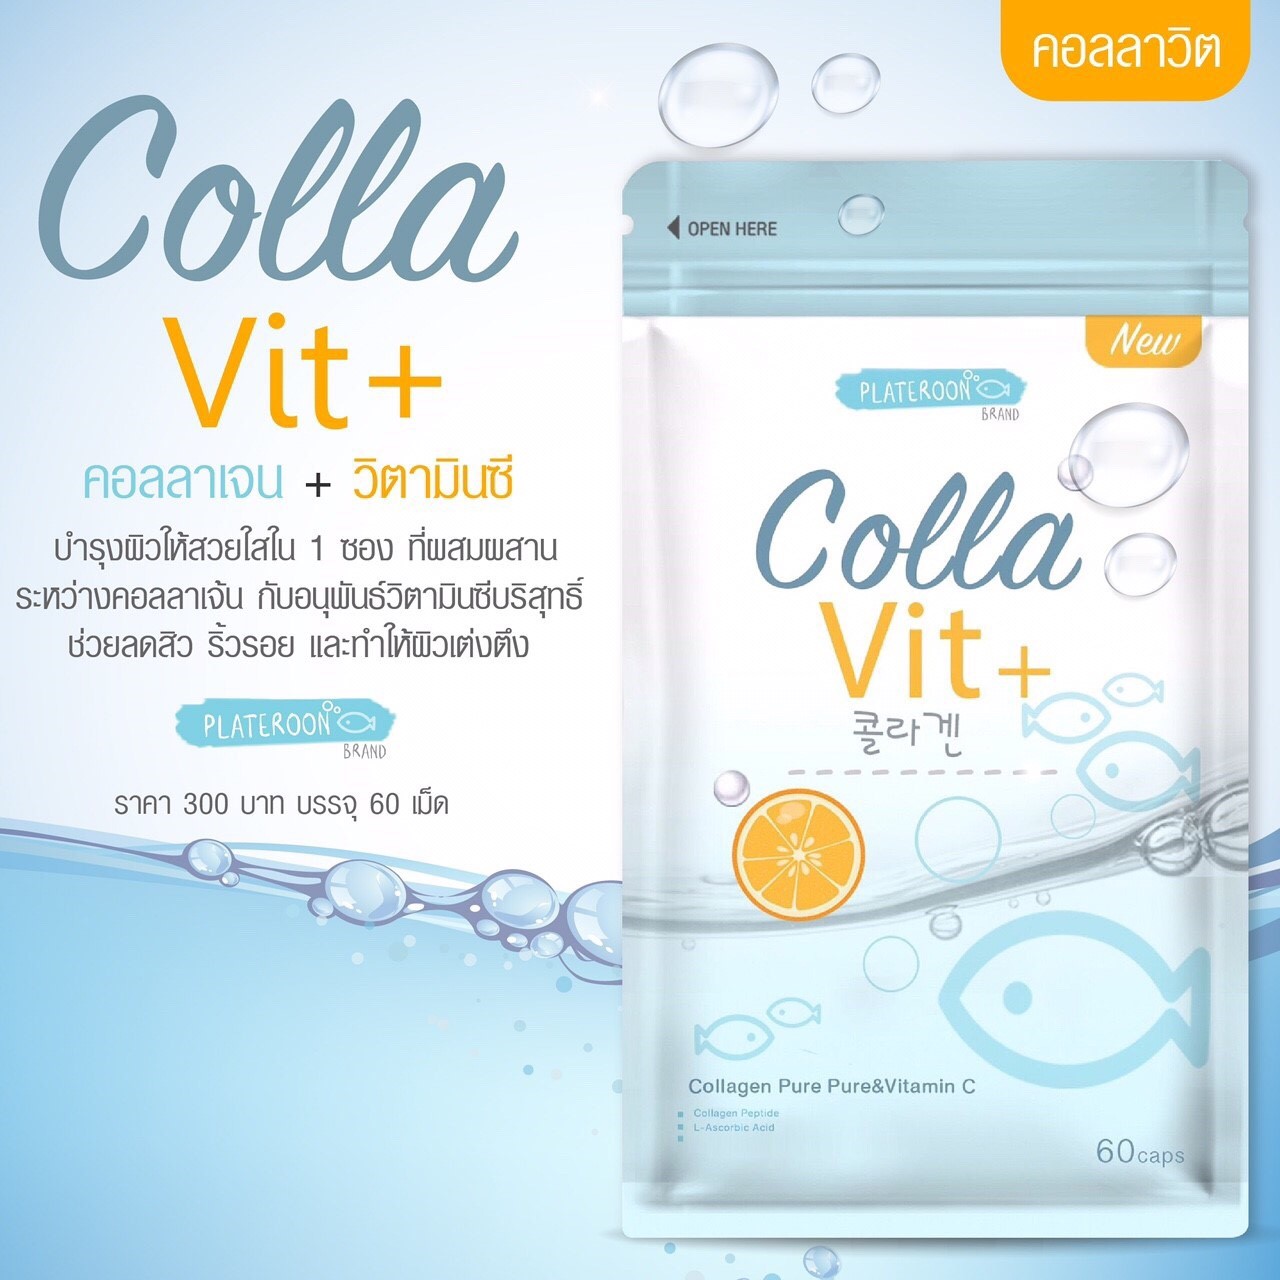 คอลลาวิต
Colla
Vit+
คอลลาเจน + วิตามินซี
บำรุงผิวให้สวยใสใน 1 ซอง ที่ผสมผสาน
ระหว่างคอลลาเจ้น กับอนุพันธ์วิตามินซีบริสุทธิ์
ช่วยลดสิว ริ้วรอย และทำให้ผิวเต่งตึง
PLATEROON
BRAND
ราคา 300 บาท บรรจุ 60 เม็ด
OPEN HERE
New
PLATEROON
BRAND
Colla
Vit+
콜라겐
Collagen Pure Pure&Vitamin C
Collagen Peptide
L-Ascorbic Acid
60caps